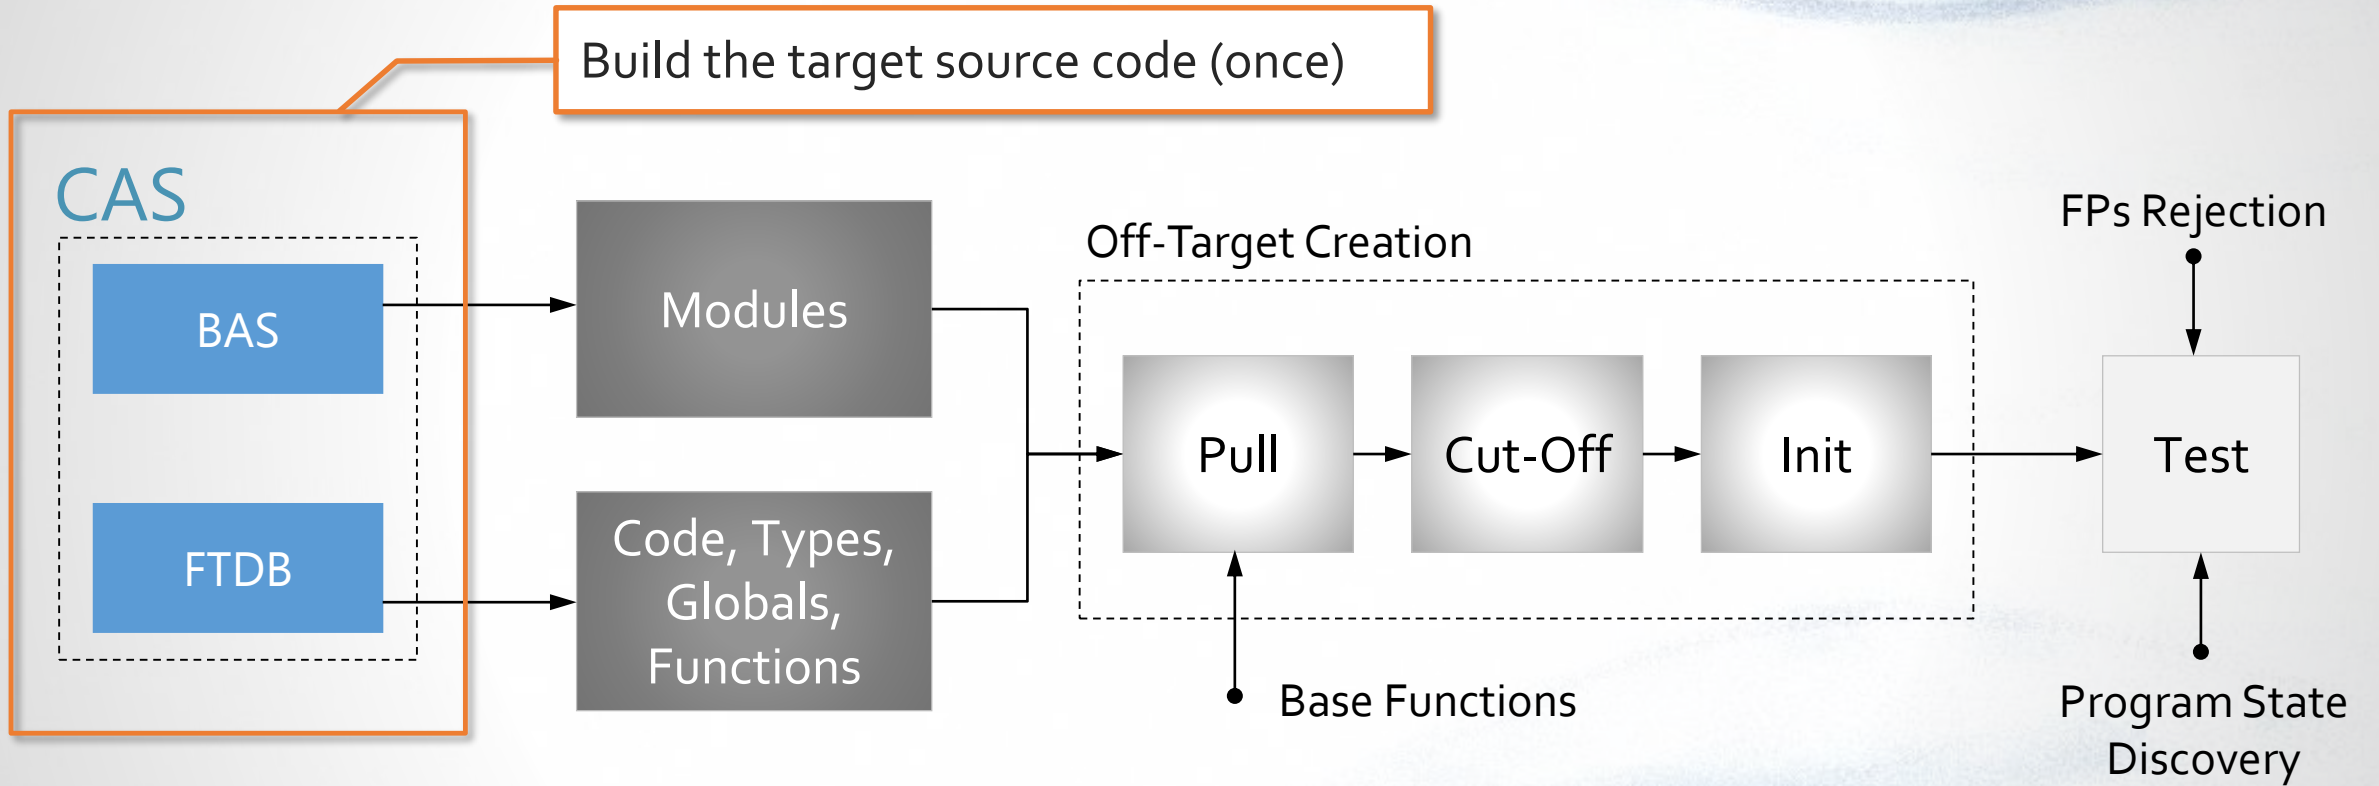 Build the target source code (once)
CAS
BAS
FTDB
Modules
Code, Types,
Globals,
Functions
Off-Target Creation
Pull
Cut-Off
Init
Base Functions
FPs Rejection
Test
Program State
Discovery